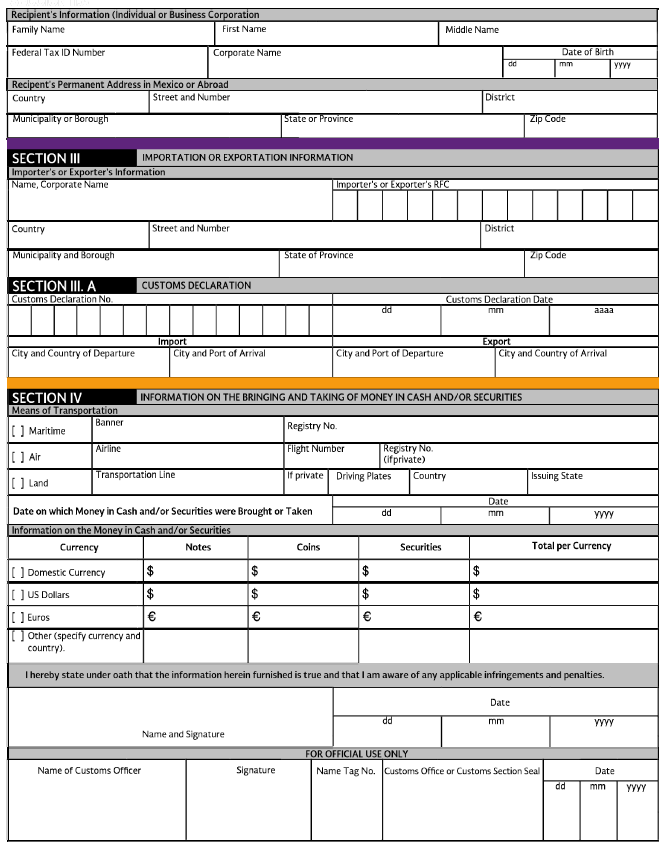 Recipient's Information (Individual or Business Corporation
Family Name First Name Middle Name
Federal Tax ID Number Corporate Name Date of Birth
dd mm yyyy
Recipent's Permanent Address in Mexico or Abroad
Country Street and Number District
Municipality or Borough State or Province Zip Code
SECTION III IMPORTATION OR EXPORTATION INFORMATION
Importer's or Exporter's Information
Name, Corporate Name Importer's or Exporter's RFC
Country Street and Number District
Municipality and Borough State of Province Zip Code
SECTION III. A CUSTOMS DECLARATION
Customs Declaration No. Customs Declaration Date
dd mm aaaa
Import Export
City and Country of Departure City and Port of Arrival City and Port of Departure City and Country of Arrival
SECTION IV INFORMATION ON THE BRINGING AND TAKING OF MONEY IN CASH AND/OR SECURITIES
Means of Transportation
[ ] Maritime Banner Registry No.
[ ] Air Airline Flight Number Registry No.
(ifprivate)
[ ] Land Transportation Line If private Driving Plates Country Issuing State
Date on which Money in Cash and/or Securities were Brought or Taken Date
dd mm yyyy
Information on the Money in Cash and/or Securities
Currency Notes Coins Securities Total per Currency
[ ] Domestic Currency $ $ $ $
[ ] US Dollars $ $ $ $
[ ] Euros € € € €
[ ] Other (specify currency and
country).
I hereby state under oath that the information herein furnished is true and that I am aware of any applicable infringements and penalties.
Date
dd mm yyyy
Name and Signature
FOR OFFICIAL USE ONLY
Name of Customs Officer Signature Name Tag No. Customs Office or Customs Section Seal Date
dd mm yyyy